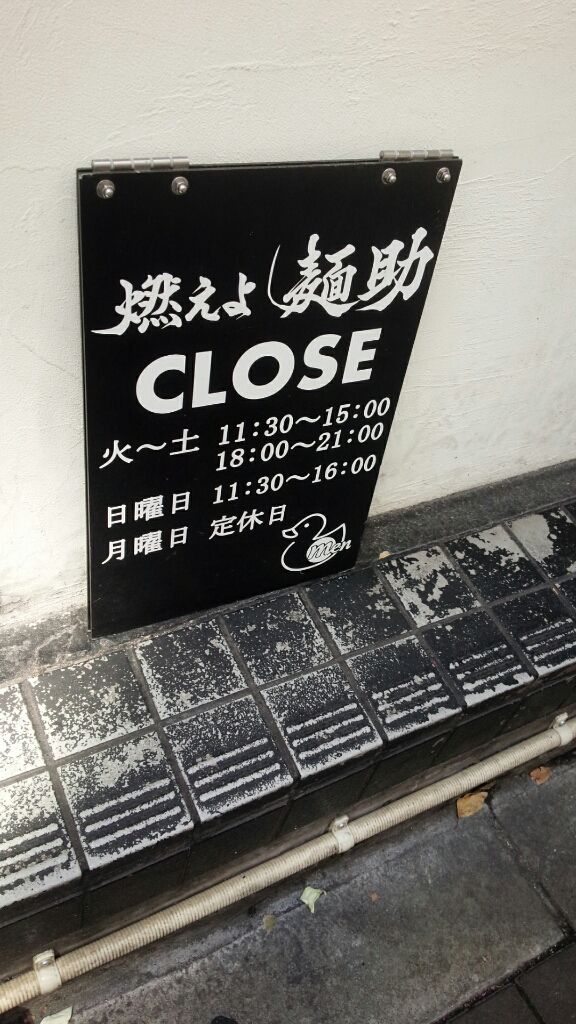 燃えよ麺助
CLOSE
火〜土 11:30〜15:00
18:00〜21:00
日曜日 11:30〜16:00
月曜日 定休日
men